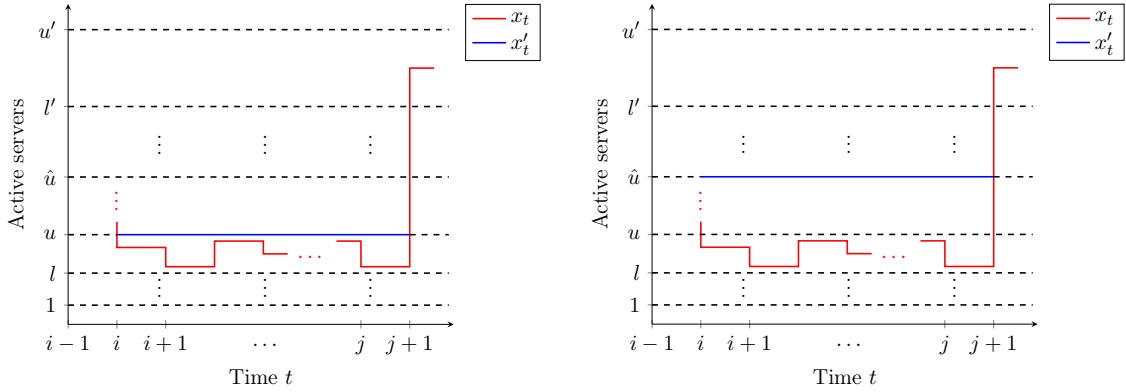 x_t
x'_t
Active servers
u'
l'
û
u
l
1
i − 1
i
i + 1
⋯
j
j + 1
Time t
x_t
x'_t
Active servers
u'
l'
û
u
l
1
i − 1
i
i + 1
⋯
j
j + 1
Time t